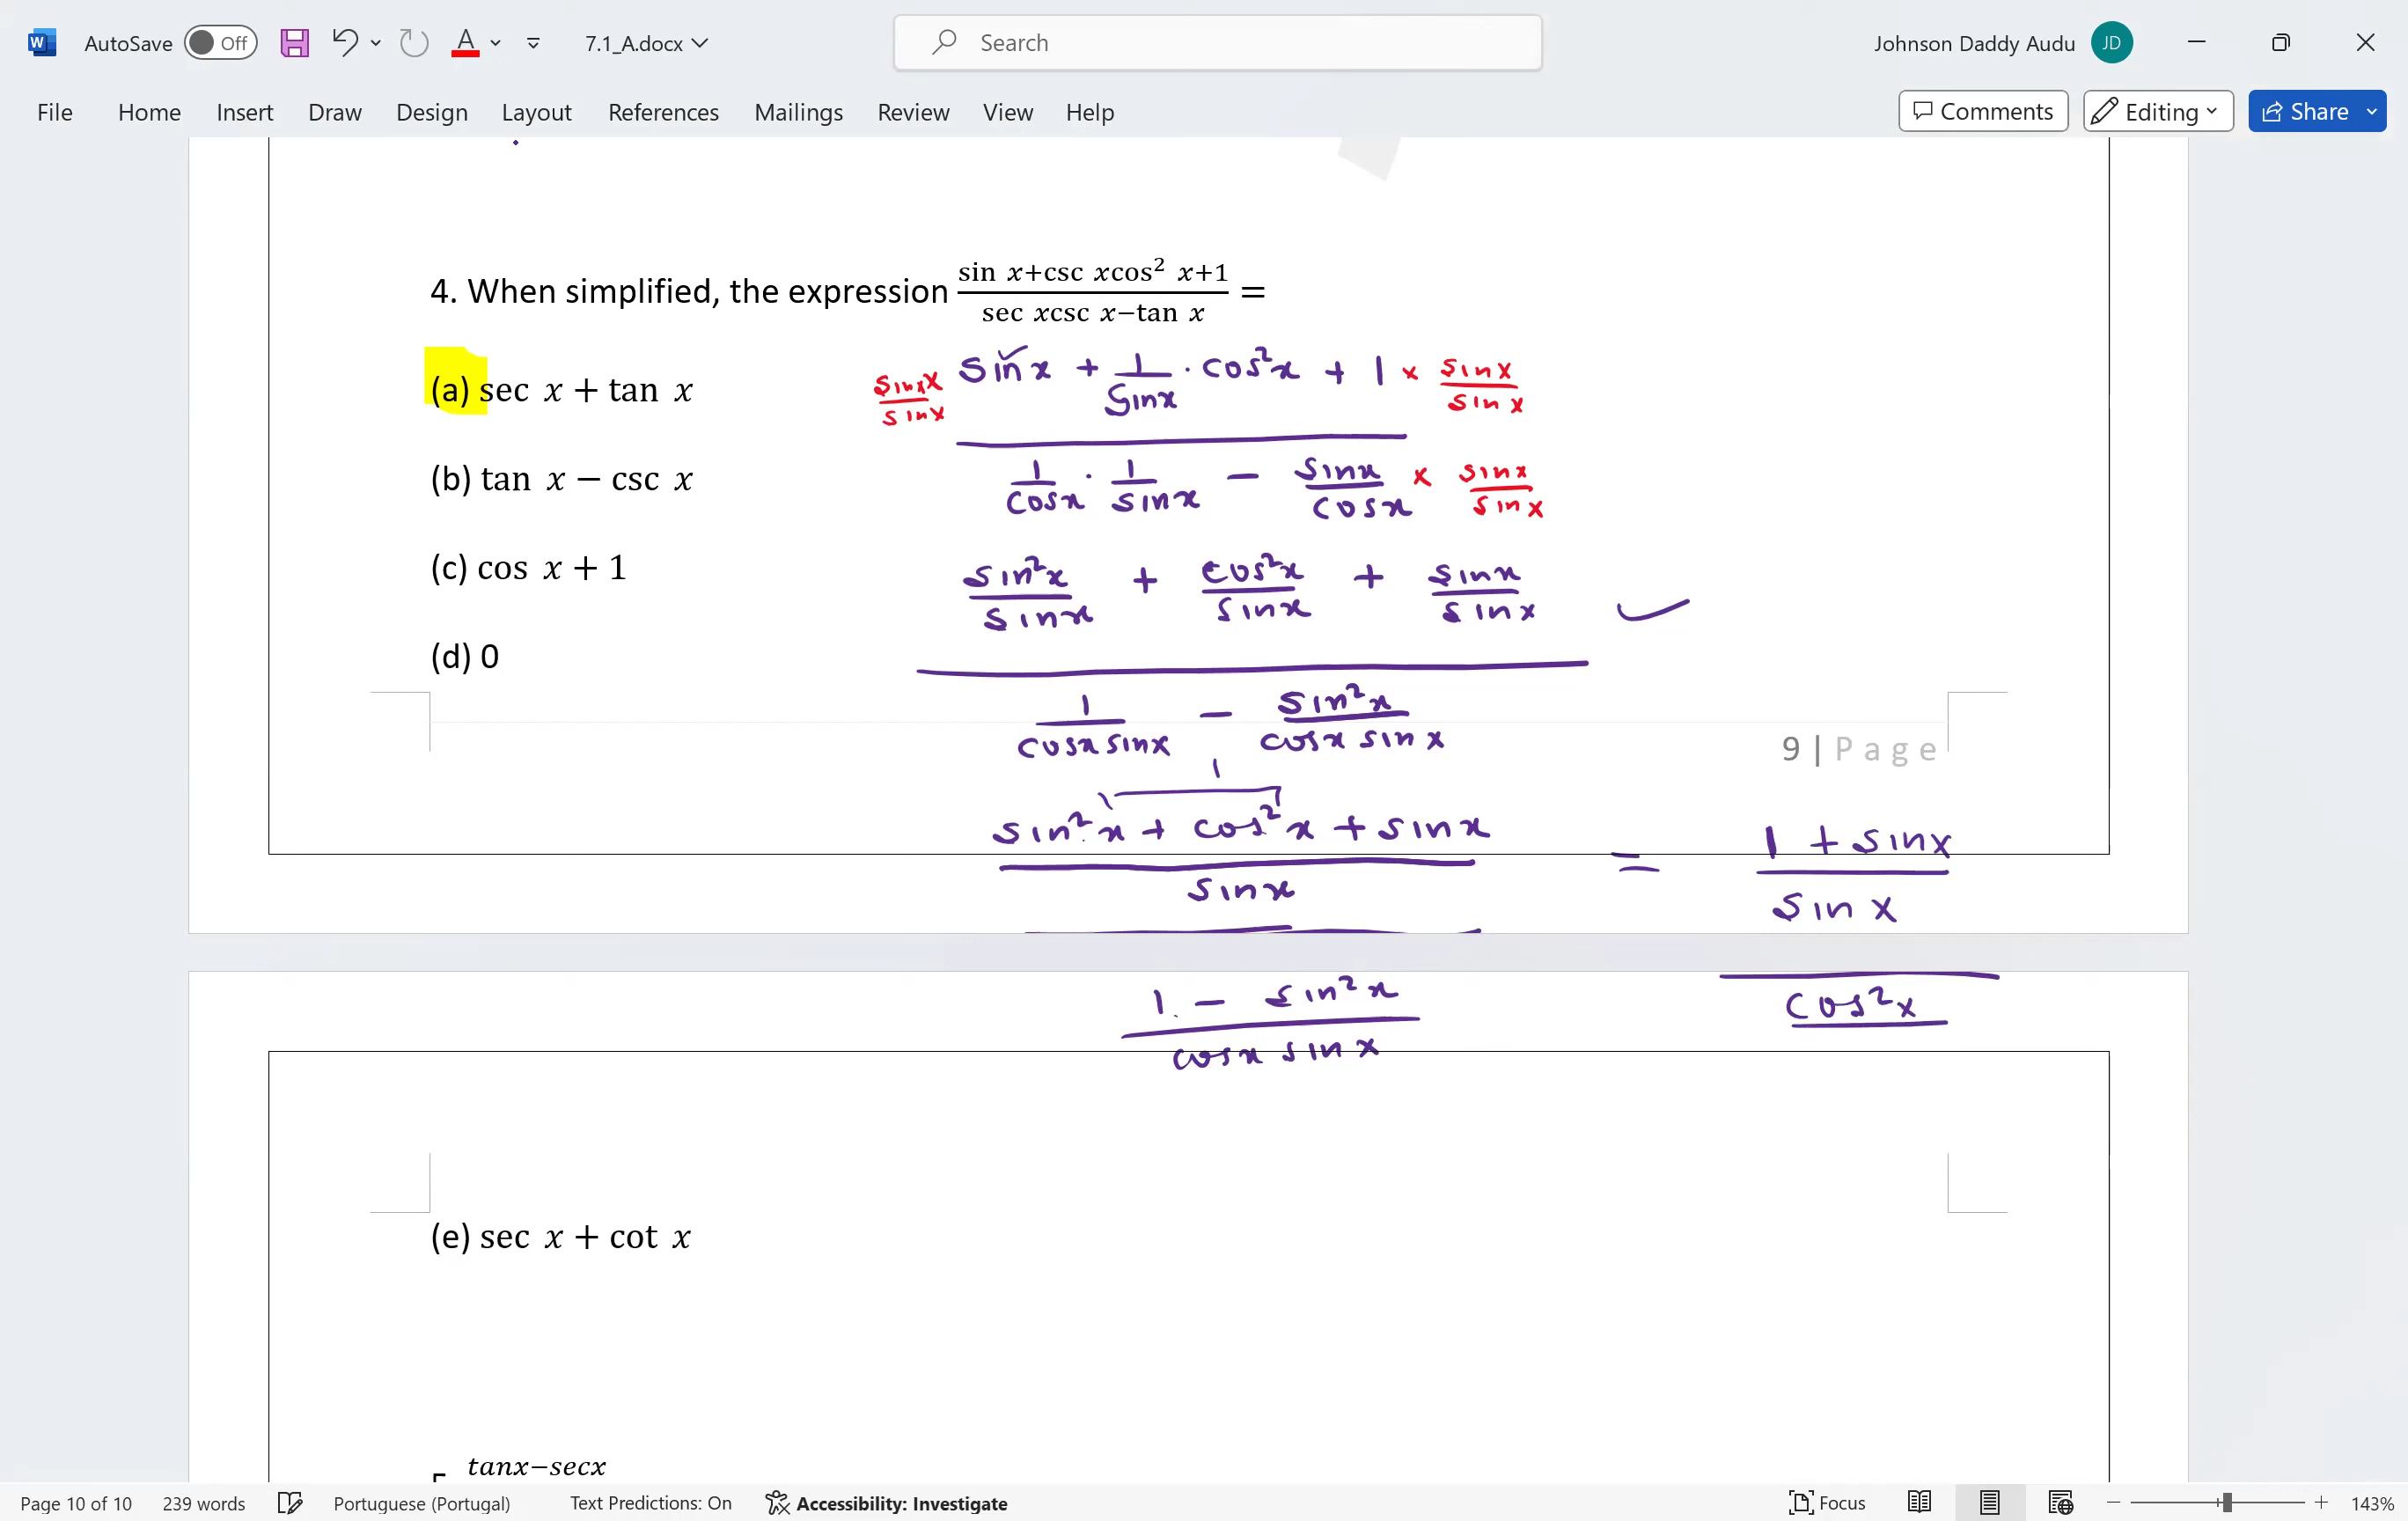 AutoSave Off 7.1_A.docx Search Johnson Daddy Audu JD
File Home Insert Draw Design Layout References Mailings Review View Help Comments Editing Share
4. When simplified, the expression (sin x+csc xcos² x+1)/(sec xcsc x−tan x) =
(a) sec x + tan x
(b) tan x − csc x
(c) cos x + 1
(d) 0
sinx/sinx × sinx + 1/sinx · cos²x + 1 × sinx/sinx
1/cosx · 1/sinx − sinx/cosx × sinx/sinx
sin²x/sinx + cos²x/sinx + sinx/sinx
1/cosx sinx − sin²x/cosx sinx
9 | Page
1
sin²x + cos²x + sinx = 1 + sinx
sinx sinx
1 − sin²x cos²x
cosx sinx
(e) sec x + cot x
tanx−secx
Page 10 of 10 239 words Portuguese (Portugal) Text Predictions: On Accessibility: Investigate Focus 143%